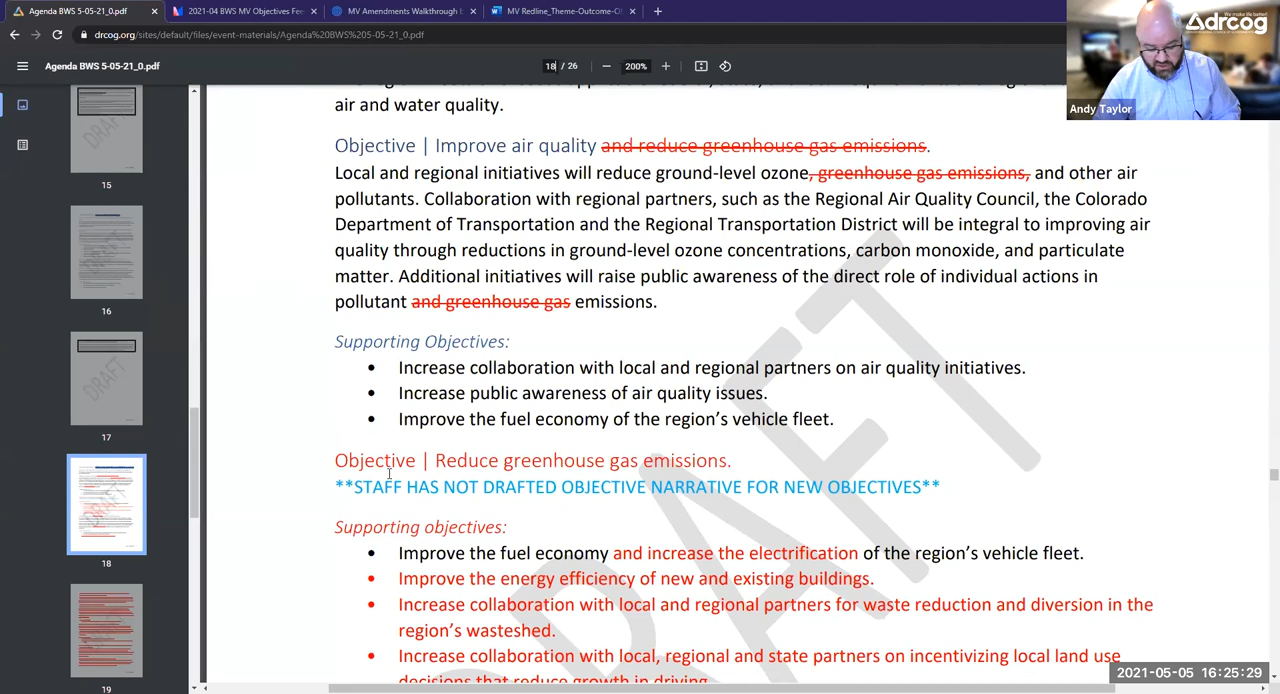 Agenda BWS 5-05-21_0.pdf
2021-04 BWS MV Objectives Fee
MV Amendments Walkthrough
MV Redline_Theme-Outcome-O
drcog.org/sites/default/files/event-materials/Agenda%20BWS%205-05-21_0.pdf
We make life better!
drcog
Agenda BWS 5-05-21_0.pdf
18 / 26
200%
Andy Taylor
air and water quality.
Objective | Improve air quality and reduce greenhouse gas emissions.
Local and regional initiatives will reduce ground-level ozone, greenhouse gas emissions, and other air
pollutants. Collaboration with regional partners, such as the Regional Air Quality Council, the Colorado
Department of Transportation and the Regional Transportation District will be integral to improving air
quality through reductions in ground-level ozone concentrations, carbon monoxide, and particulate
matter. Additional initiatives will raise public awareness of the direct role of individual actions in
pollutant and greenhouse gas emissions.
Supporting Objectives:
• Increase collaboration with local and regional partners on air quality initiatives.
• Increase public awareness of air quality issues.
• Improve the fuel economy of the region's vehicle fleet.
Objective | Reduce greenhouse gas emissions.
**STAFF HAS NOT DRAFTED OBJECTIVE NARRATIVE FOR NEW OBJECTIVES**
Supporting objectives:
• Improve the fuel economy and increase the electrification of the region's vehicle fleet.
• Improve the energy efficiency of new and existing buildings.
• Increase collaboration with local and regional partners for waste reduction and diversion in the
region's wasteshed.
• Increase collaboration with local, regional and state partners on incentivizing local land use
decisions that reduce growth in driving.
DRAFT
15
16
17
18
19
2021-05-05 16:25:29